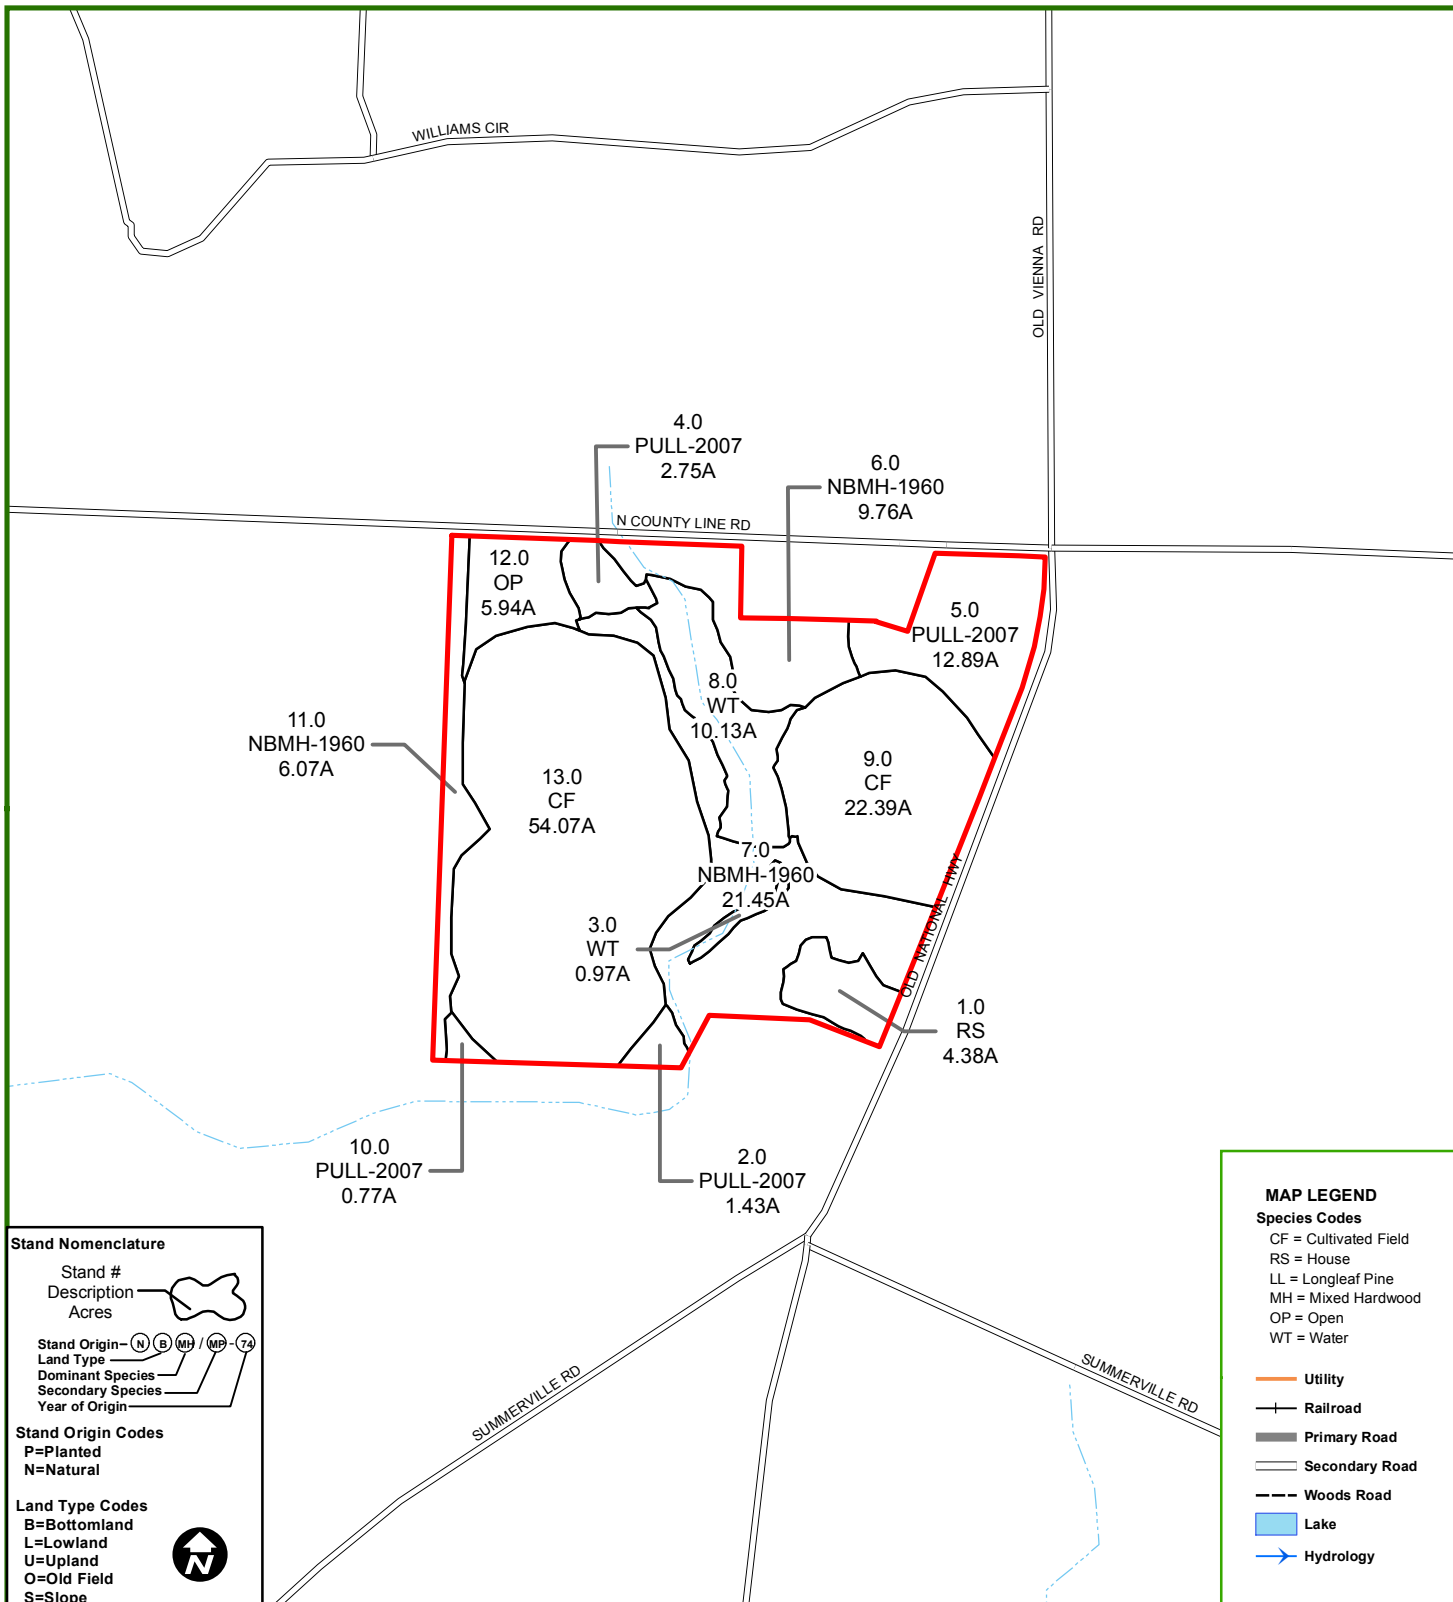 WILLIAMS CIR
OLD VIENNA RD
4.0
PULL-2007
2.75A
6.0
NBMH-1960
9.76A
N COUNTY LINE RD
12.0
OP
5.94A
5.0
PULL-2007
12.89A
8.0
WT
10.13A
11.0
NBMH-1960
6.07A
13.0
CF
54.07A
9.0
CF
22.39A
7.0
NBMH-1960
21.45A
3.0
WT
0.97A
OLD NATIONAL HWY
1.0
RS
4.38A
10.0
PULL-2007
0.77A
2.0
PULL-2007
1.43A
SUMMERVILLE RD
SUMMERVILLE RD
Stand Nomenclature
Stand #
Description
Acres
Stand Origin- N B MH / MP - 74
Land Type
Dominant Species
Secondary Species
Year of Origin
Stand Origin Codes
P=Planted
N=Natural
Land Type Codes
B=Bottomland
L=Lowland
U=Upland
O=Old Field
S=Slope
N
MAP LEGEND
Species Codes
CF = Cultivated Field
RS = House
LL = Longleaf Pine
MH = Mixed Hardwood
OP = Open
WT = Water
Utility
Railroad
Primary Road
Secondary Road
Woods Road
Lake
Hydrology